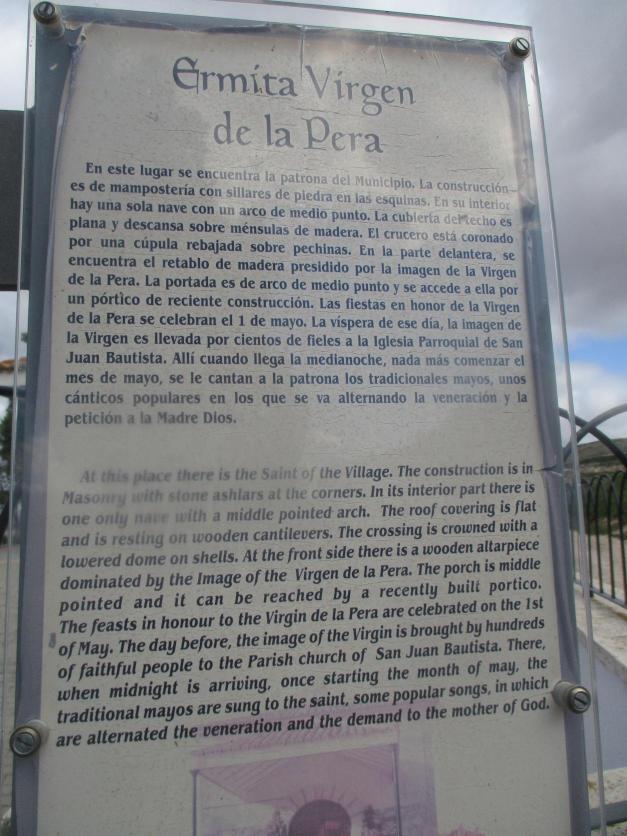 Ermita Virgen
de la Pera
En este lugar se encuentra la patrona del Municipio. La construcción
es de mampostería con sillares de piedra en las esquinas. En su interior
hay una sola nave con un arco de medio punto. La cubierta del techo es
plana y descansa sobre ménsulas de madera. El crucero está coronado
por una cúpula rebajada sobre pechinas. En la parte delantera, se
encuentra el retablo de madera presidido por la imagen de la Virgen
de la Pera. La portada es de arco de medio punto y se accede a ella por
un pórtico de reciente construcción. Las fiestas en honor de la Virgen
de la Pera se celebran el 1 de mayo. La víspera de ese día, la imagen de
la Virgen es llevada por cientos de fieles a la Iglesia Parroquial de San
Juan Bautista. Allí cuando llega la medianoche, nada más comenzar el
mes de mayo, se le cantan a la patrona los tradicionales mayos, unos
cánticos populares en los que se va alternando la veneración y la
petición a la Madre Dios.
At this place there is the Saint of the Village. The construction is in
Masonry with stone ashlars at the corners. In its interior part there is
one only nave with a middle pointed arch. The roof covering is flat
and is resting on wooden cantilevers. The crossing is crowned with a
lowered dome on shells. At the front side there is a wooden altarpiece
dominated by the Image of the Virgen de la Pera. The porch is middle
pointed and it can be reached by a recently built portico.
The feasts in honour to the Virgin de la Pera are celebrated on the 1st
of May. The day before, the image of the Virgin is brought by hundreds
of faithful people to the Parish church of San Juan Bautista. There,
when midnight is arriving, once starting the month of may, the
traditional mayos are sung to the saint, some popular songs, in which
are alternated the veneration and the demand to the mother of God.